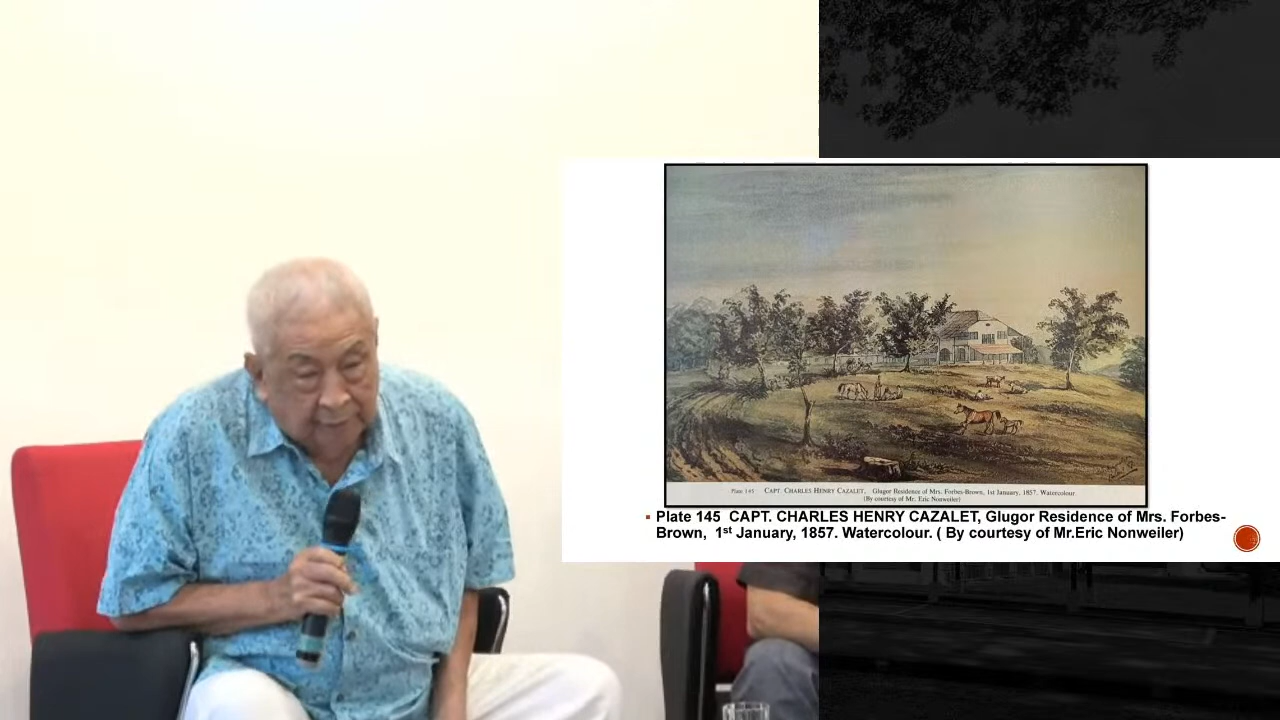 Plate 145 CAPT. CHARLES HENRY CAZALET, Glugor Residence of Mrs. Forbes-Brown, 1st January, 1857. Watercolour
(By courtesy of Mr. Eric Nonweiler)
Plate 145 CAPT. CHARLES HENRY CAZALET, Glugor Residence of Mrs. Forbes-
Brown, 1st January, 1857. Watercolour. ( By courtesy of Mr.Eric Nonweiler)